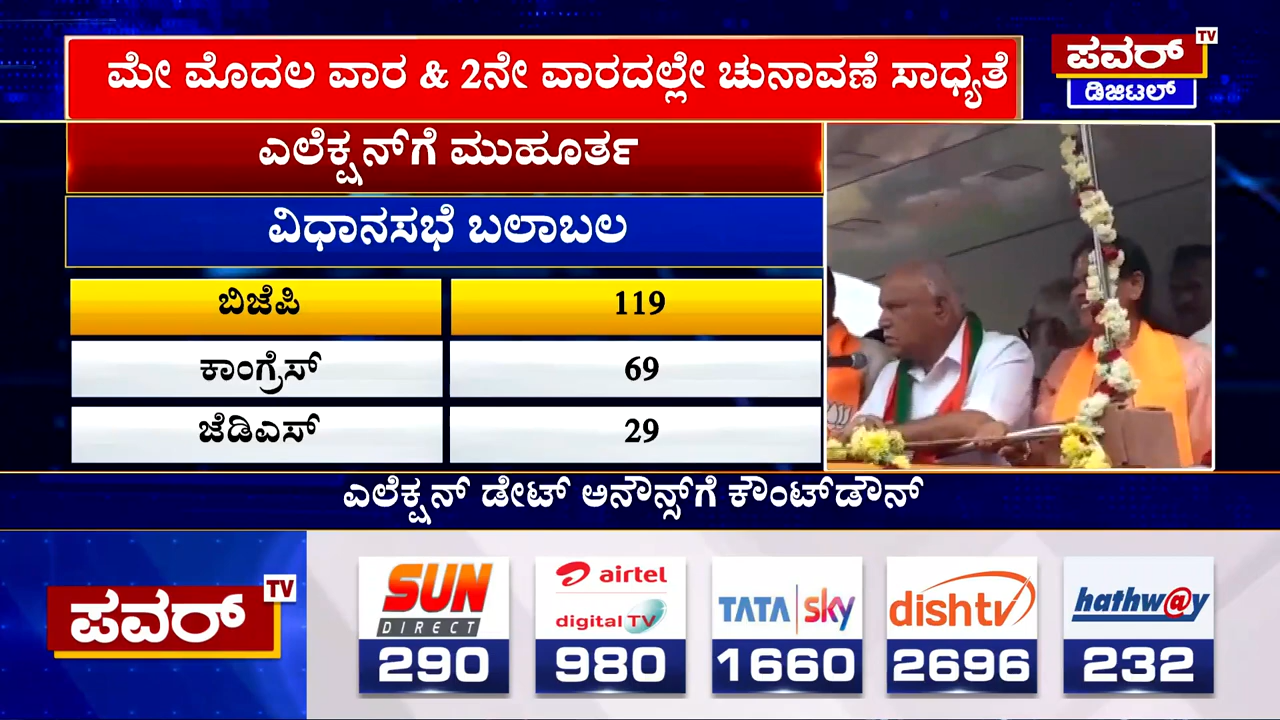 ಮೇ ಮೊದಲ ವಾರ & 2ನೇ ವಾರದಲ್ಲೇ ಚುನಾವಣೆ ಸಾಧ್ಯತೆ
ಪವರ್ TV
ಡಿಜಿಟಲ್
ಎಲೆಕ್ಷನ್‌ಗೆ ಮುಹೂರ್ತ
ವಿಧಾನಸಭೆ ಬಲಾಬಲ
ಬಿಜೆಪಿ 119
ಕಾಂಗ್ರೆಸ್ 69
ಜೆಡಿಎಸ್ 29
ಎಲೆಕ್ಷನ್ ಡೇಟ್ ಅನೌನ್ಸ್‌ಗೆ ಕೌಂಟ್‌ಡೌನ್
ಪವರ್ TV
SUN DIRECT 290
airtel digital TV 980
TATA sky 1660
dishtv 2696
hathw@y 232